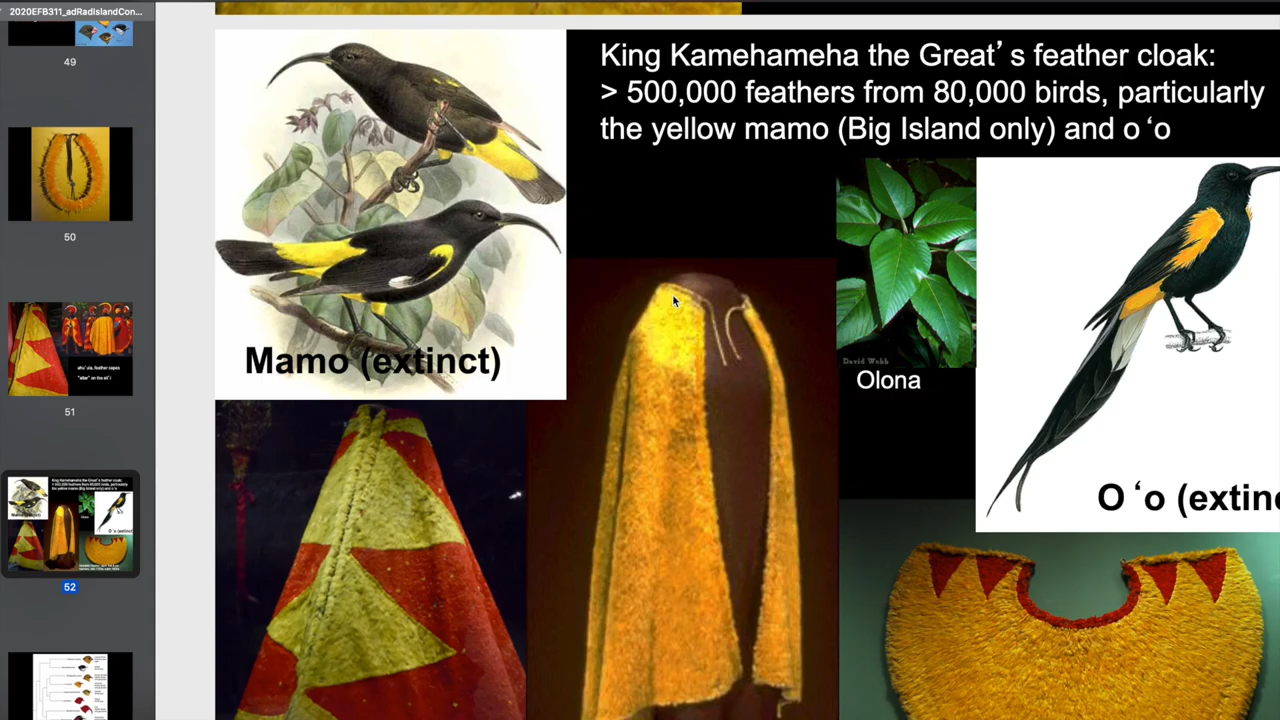 2020EFB311_adRadIslandCon...
49
50
51
52
King Kamehameha the Great's feather cloak:
> 500,000 feathers from 80,000 birds, particularly
the yellow mamo (Big Island only) and o ‘o
Mamo (extinct)
David Webb
Olona
O ‘o (extinc